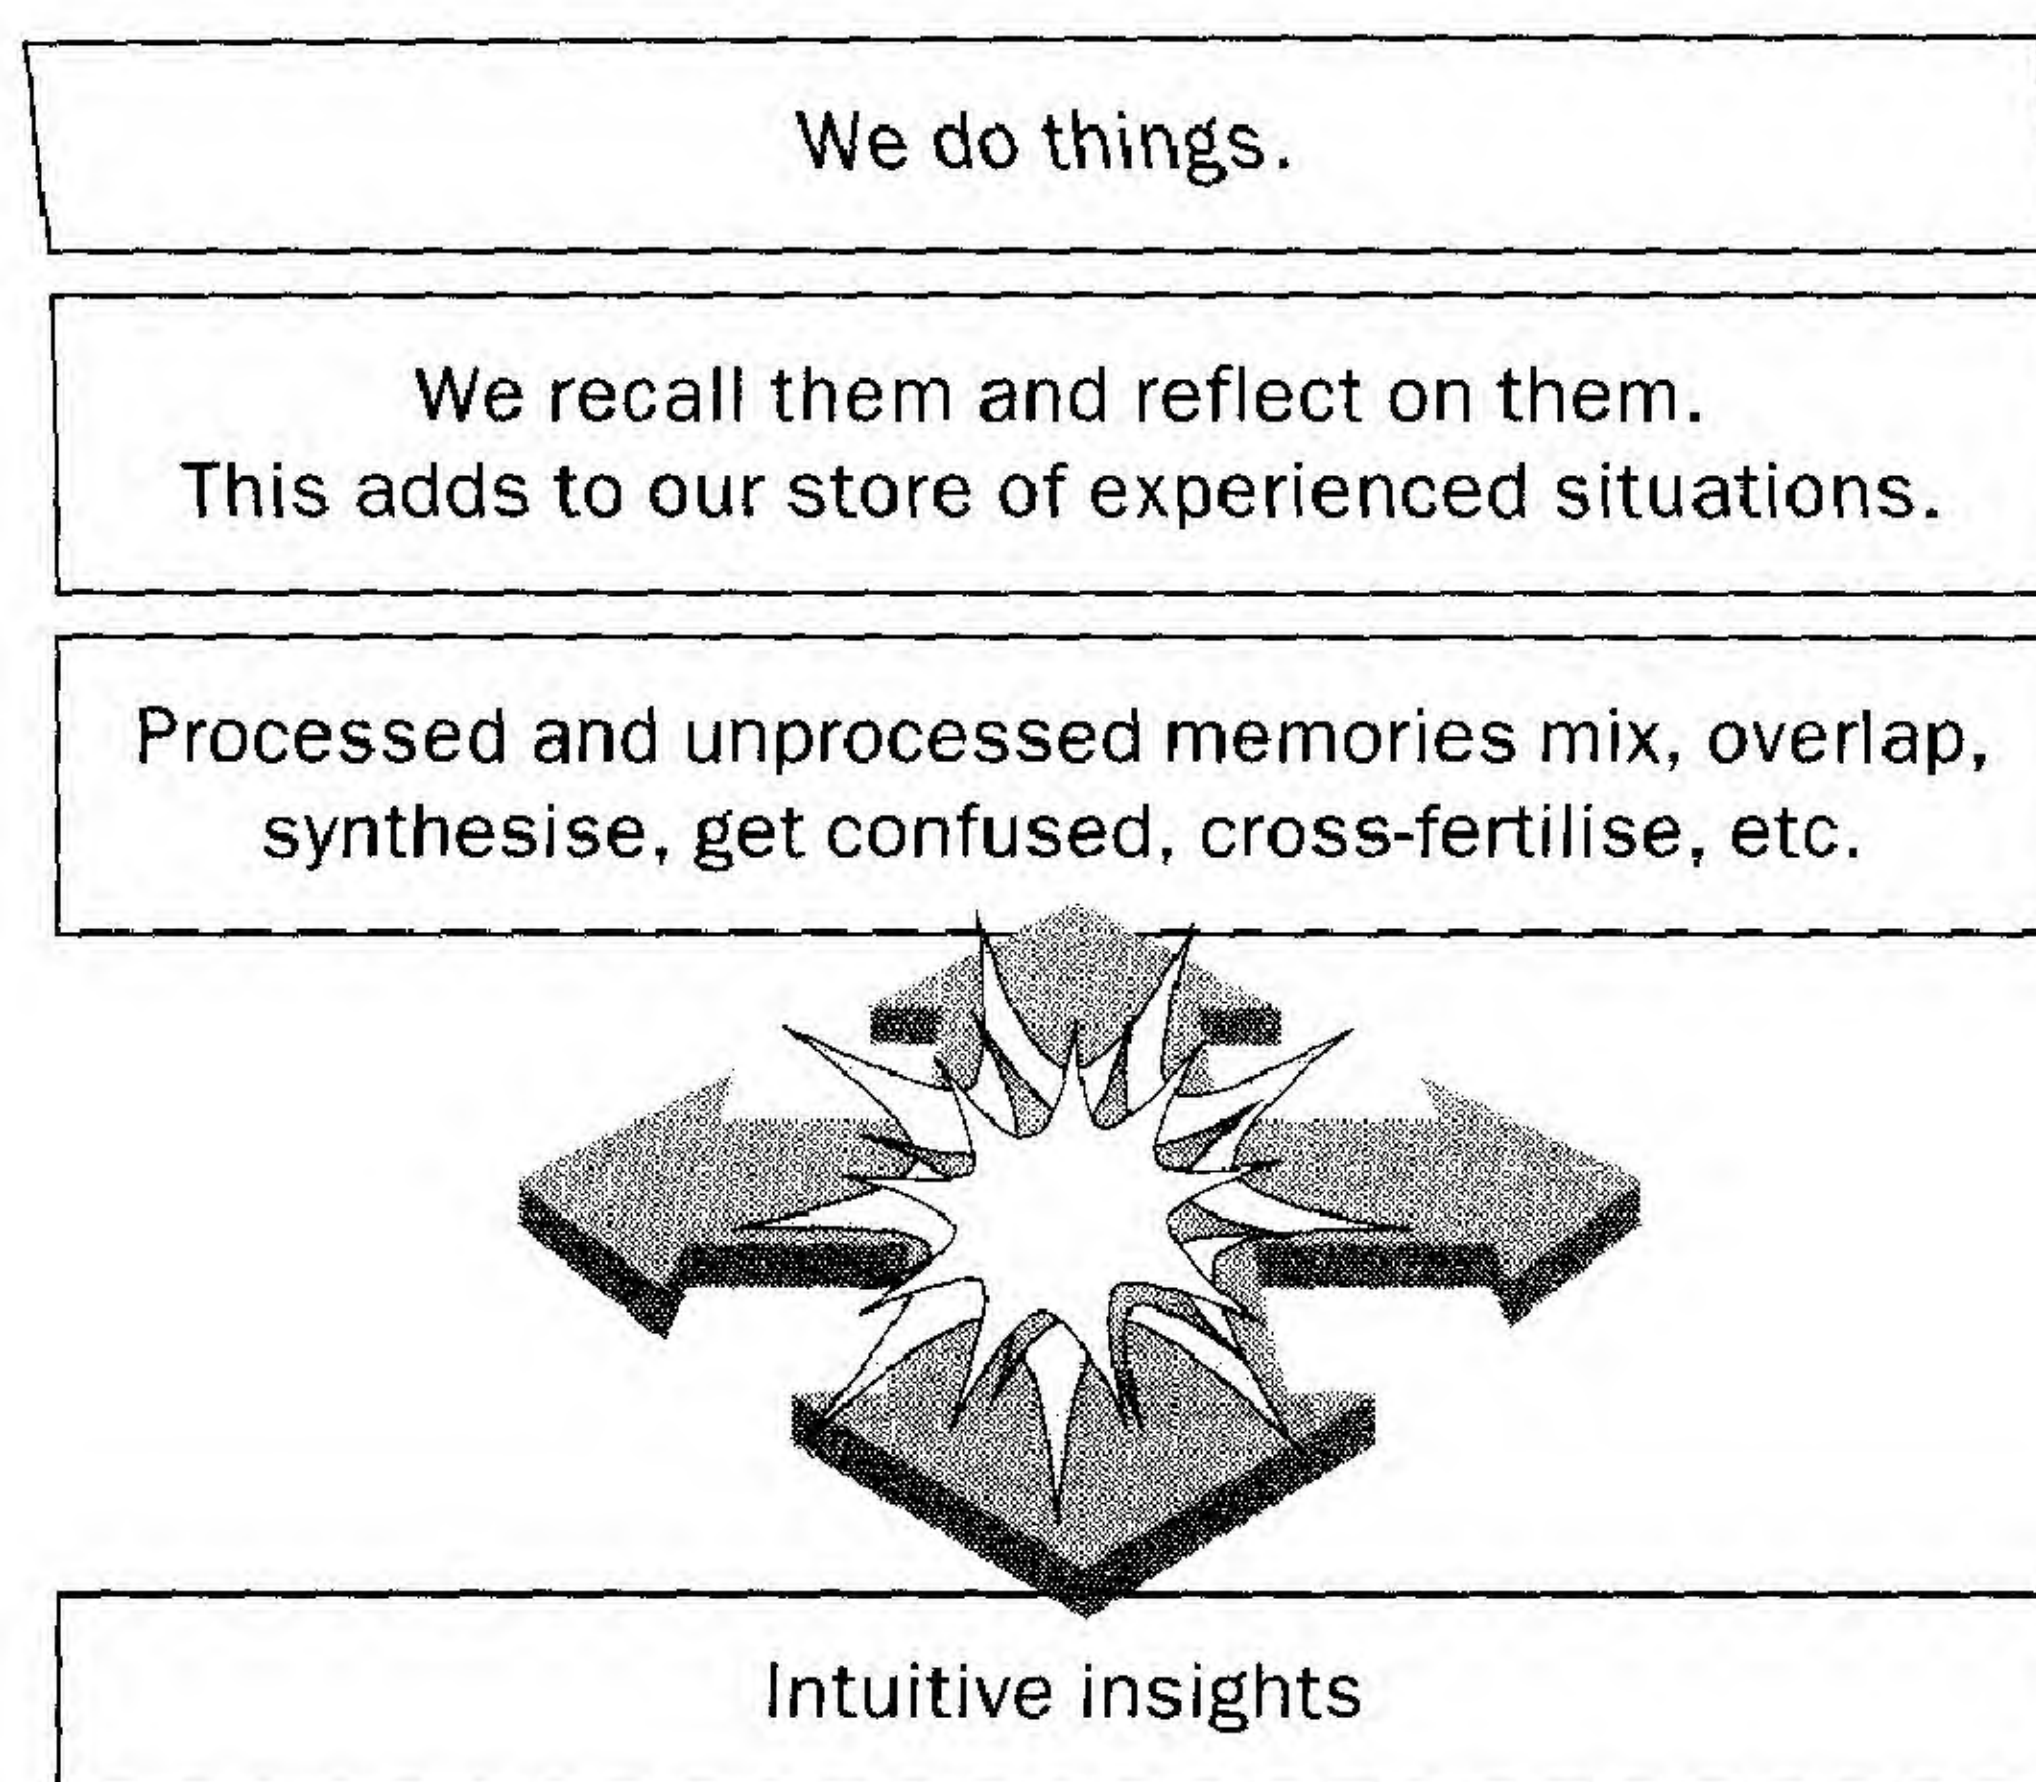 We do things.
We recall them and reflect on them.
This adds to our store of experienced situations.
Processed and unprocessed memories mix, overlap,
synthesise, get confused, cross-fertilise, etc.
Intuitive insights